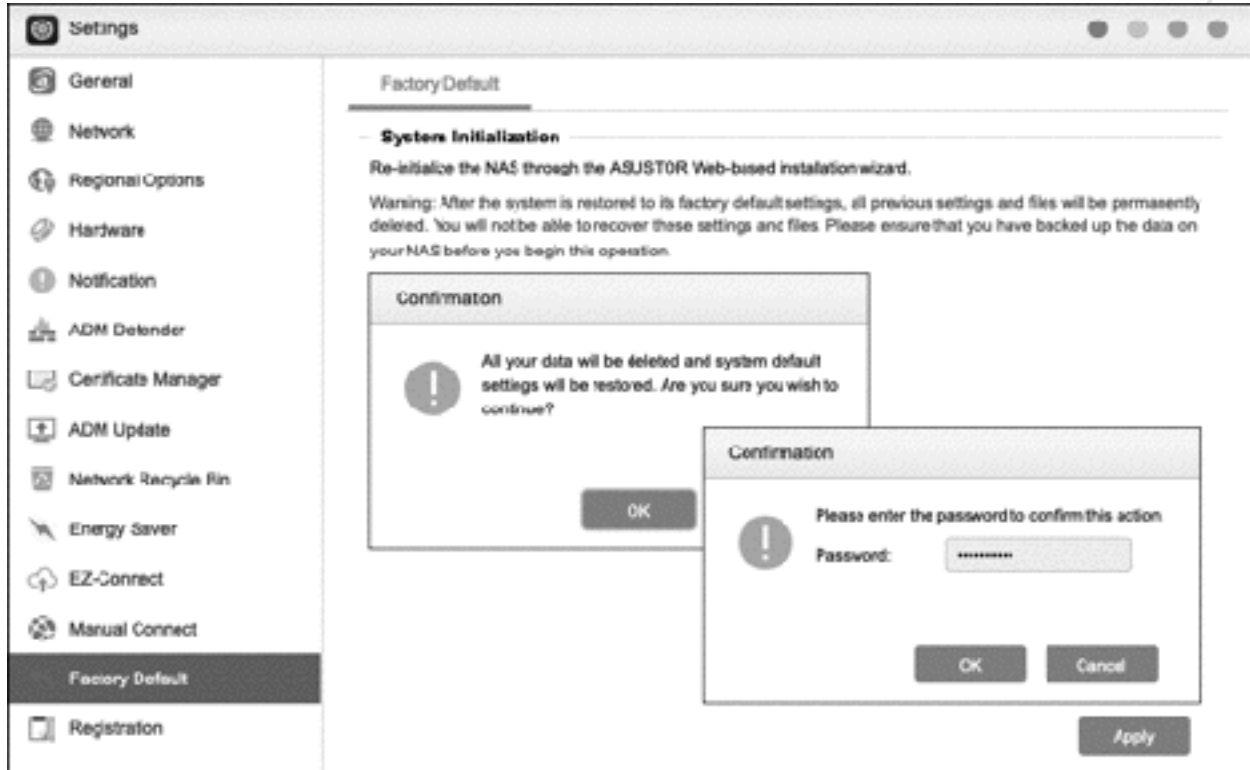 Settings
General
Network
Regional Options
Hardware
Notification
ADM Defender
Certificate Manager
ADM Update
Network Recycle Bin
Energy Saver
EZ-Connect
Manual Connect
Factory Default
Registration
Factory Default
System Initialization
Re-initialize the NAS through the ASUSTOR Web-based installation wizard.
Warning: After the system is restored to its factory default settings, all previous settings and files will be permanently
deleted. You will not be able to recover these settings and files. Please ensure that you have backed up the data on
your NAS before you begin this operation.
Confirmation
All your data will be deleted and system default
settings will be restored. Are you sure you wish to
continue?
OK
Confirmation
Please enter the password to confirm this action
Password:
OK Cancel
Apply